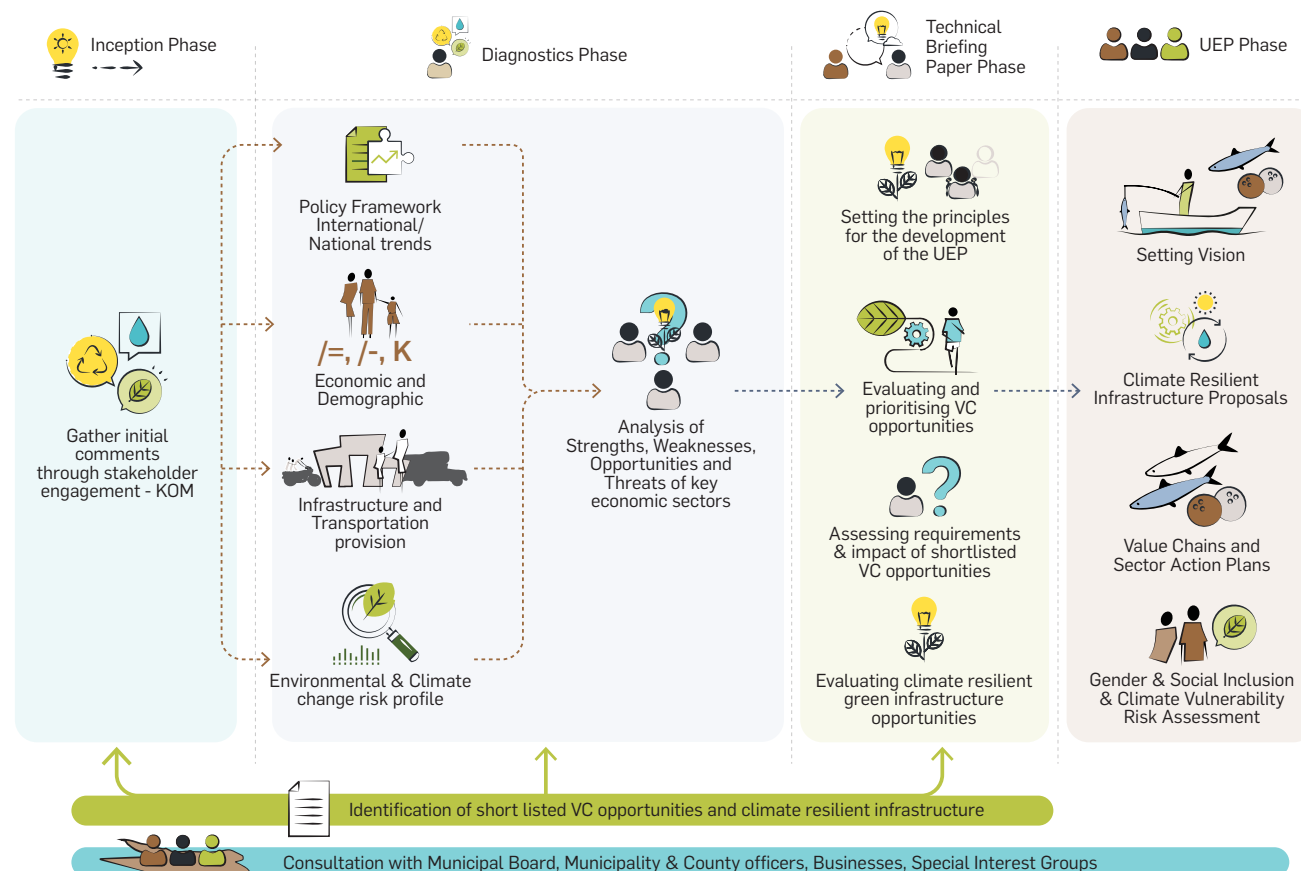 Inception Phase
Diagnostics Phase
Technical
Briefing
Paper Phase
UEP Phase
Gather initial
comments
through stakeholder
engagement - KOM
Policy Framework
International/
National trends
/=, /-, K
Economic and
Demographic
Infrastructure and
Transportation
provision
Environmental & Climate
change risk profile
Analysis of
Strengths, Weaknesses,
Opportunities and
Threats of key
economic sectors
Setting the principles
for the development
of the UEP
Evaluating and
prioritising VC
opportunities
Assessing requirements
& impact of shortlisted
VC opportunities
Evaluating climate resilient
green infrastructure
opportunities
Setting Vision
Climate Resilient
Infrastructure Proposals
Value Chains and
Sector Action Plans
Gender & Social Inclusion
& Climate Vulnerability
Risk Assessment
Identification of short listed VC opportunities and climate resilient infrastructure
Consultation with Municipal Board, Municipality & County officers, Businesses, Special Interest Groups